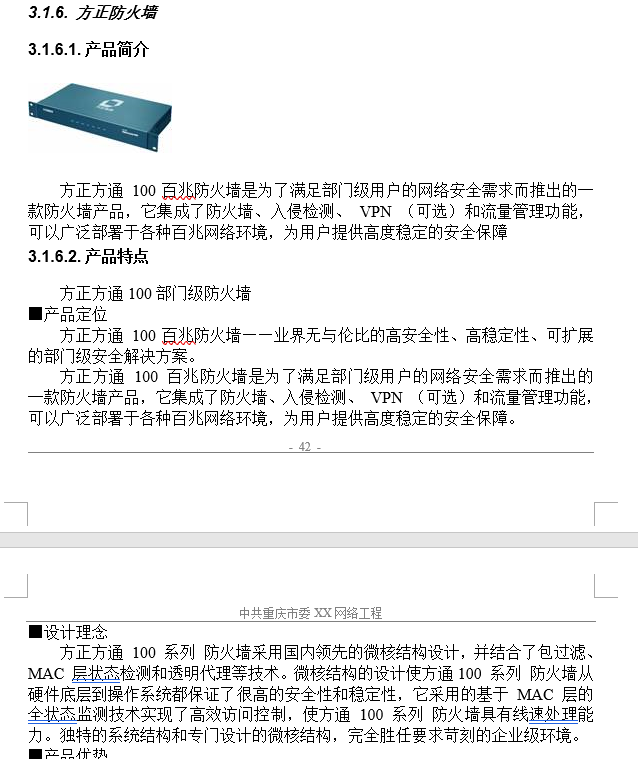 3.1.6. 方正防火墙
3.1.6.1. 产品简介
方正方通 100 百兆防火墙是为了满足部门级用户的网络安全需求而推出的一
款防火墙产品，它集成了防火墙、入侵检测、 VPN （可选）和流量管理功能，
可以广泛部署于各种百兆网络环境，为用户提供高度稳定的安全保障
3.1.6.2. 产品特点
方正方通 100 部门级防火墙
■产品定位
方正方通 100 百兆防火墙一一业界无与伦比的高安全性、高稳定性、可扩展
的部门级安全解决方案。
方正方通 100 百兆防火墙是为了满足部门级用户的网络安全需求而推出的
一款防火墙产品，它集成了防火墙、入侵检测、 VPN （可选）和流量管理功能，
可以广泛部署于各种百兆网络环境，为用户提供高度稳定的安全保障。
- 42 -
中共重庆市委 XX 网络工程
■设计理念
方正方通 100 系列 防火墙采用国内领先的微核结构设计，并结合了包过滤、
MAC 层状态检测和透明代理等技术。微核结构的设计使方通 100 系列 防火墙从
硬件底层到操作系统都保证了很高的安全性和稳定性，它采用的基于 MAC 层的
全状态监测技术实现了高效访问控制，使方通 100 系列 防火墙具有线速处理能
力。独特的系统结构和专门设计的微核结构，完全胜任要求苛刻的企业级环境。
■产品优势